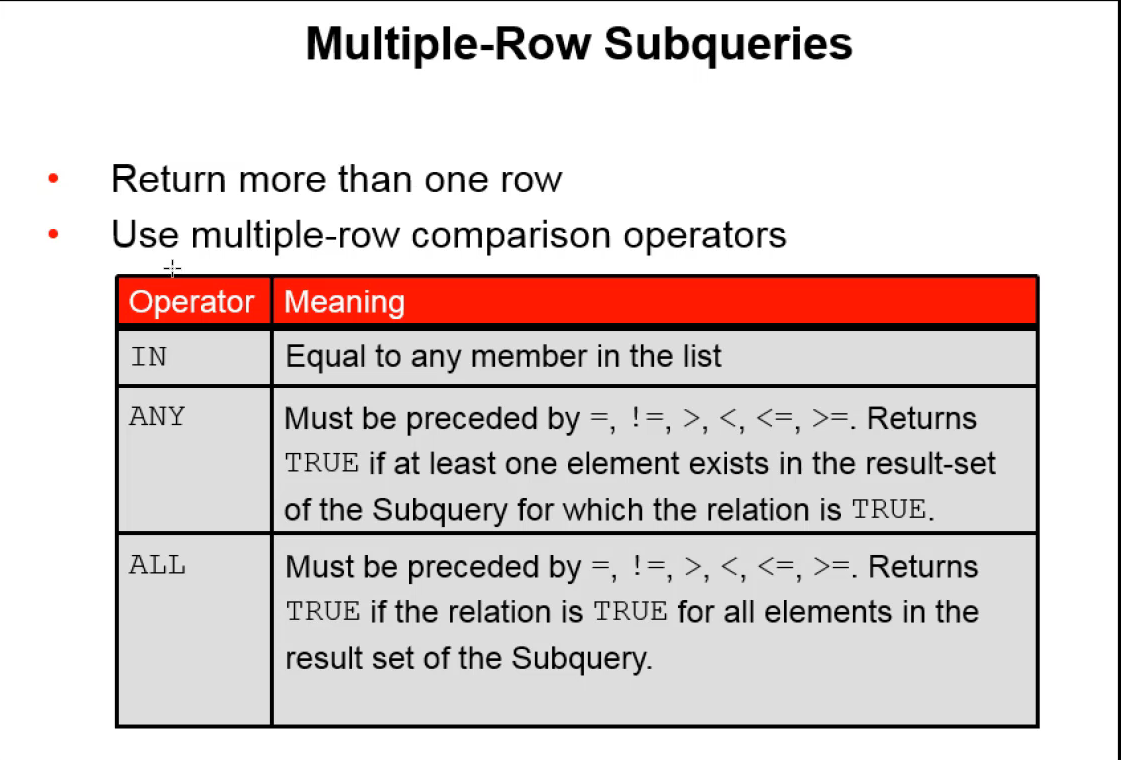 Multiple-Row Subqueries
• Return more than one row
• Use multiple-row comparison operators
Operator Meaning
IN Equal to any member in the list
ANY Must be preceded by =, !=, >, <, <=, >=. Returns
TRUE if at least one element exists in the result-set
of the Subquery for which the relation is TRUE.
ALL Must be preceded by =, !=, >, <, <=, >=. Returns
TRUE if the relation is TRUE for all elements in the
result set of the Subquery.